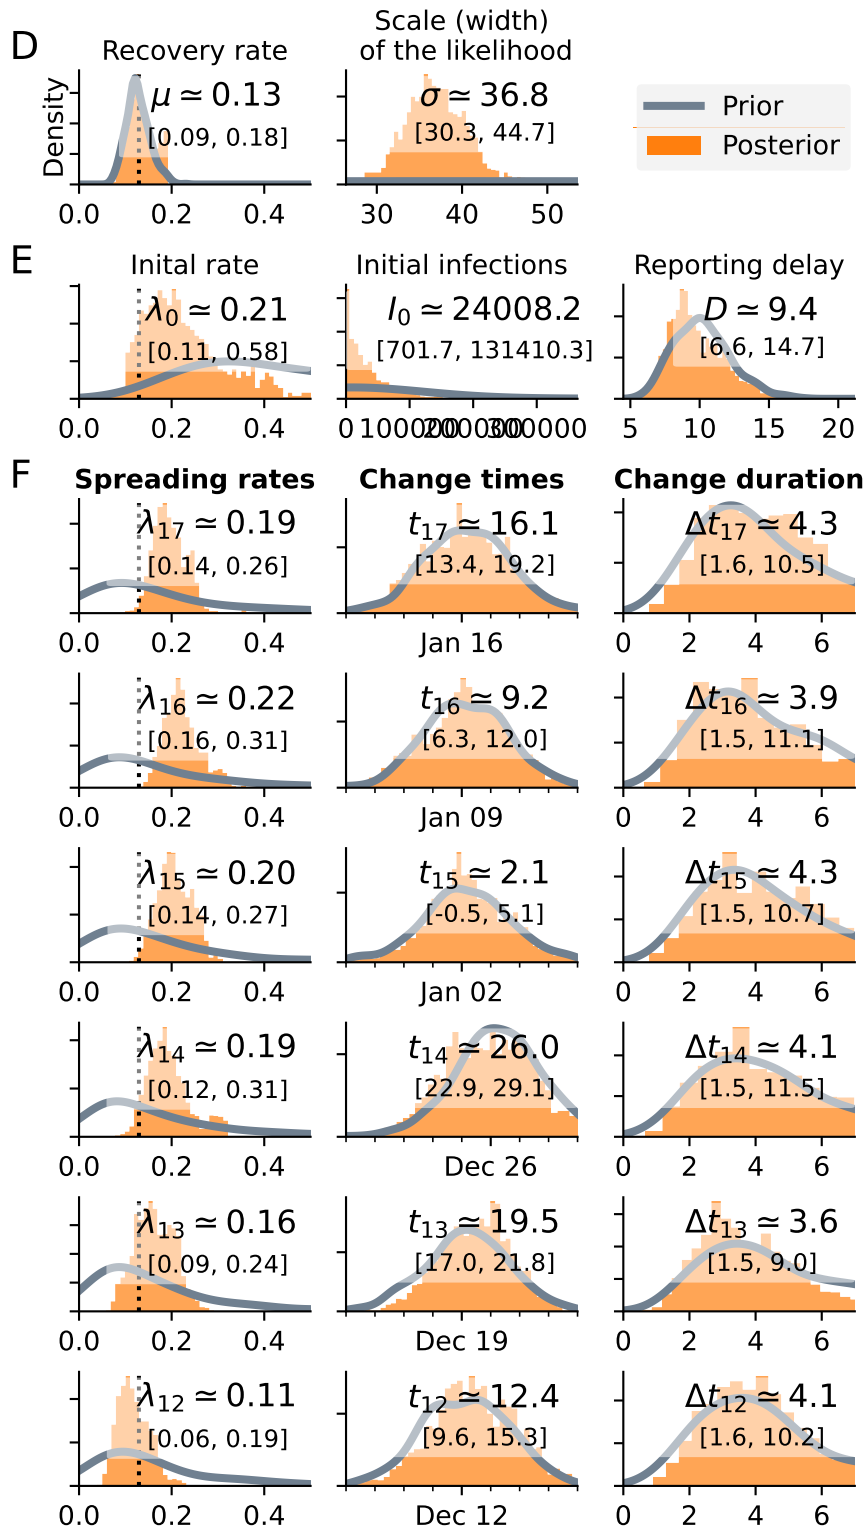 D
Recovery rate
Scale (width)
of the likelihood
Density
μ ≃ 0.13
[0.09, 0.18]
0.0 0.2 0.4
σ ≃ 36.8
[30.3, 44.7]
30 40 50
Prior
Posterior
E
Inital rate
λ0 ≃ 0.21
[0.11, 0.58]
0.0 0.2 0.4
Initial infections
I0 ≃ 24008.2
[701.7, 131410.3]
0 100000 200000 300000
Reporting delay
D ≃ 9.4
[6.6, 14.7]
5 10 15 20
F
Spreading rates Change times Change duration
λ17 ≃ 0.19
[0.14, 0.26]
0.0 0.2 0.4
t17 ≃ 16.1
[13.4, 19.2]
Jan 16
Δt17 ≃ 4.3
[1.6, 10.5]
0 2 4 6
λ16 ≃ 0.22
[0.16, 0.31]
0.0 0.2 0.4
t16 ≃ 9.2
[6.3, 12.0]
Jan 09
Δt16 ≃ 3.9
[1.5, 11.1]
0 2 4 6
λ15 ≃ 0.20
[0.14, 0.27]
0.0 0.2 0.4
t15 ≃ 2.1
[-0.5, 5.1]
Jan 02
Δt15 ≃ 4.3
[1.5, 10.7]
0 2 4 6
λ14 ≃ 0.19
[0.12, 0.31]
0.0 0.2 0.4
t14 ≃ 26.0
[22.9, 29.1]
Dec 26
Δt14 ≃ 4.1
[1.5, 11.5]
0 2 4 6
λ13 ≃ 0.16
[0.09, 0.24]
0.0 0.2 0.4
t13 ≃ 19.5
[17.0, 21.8]
Dec 19
Δt13 ≃ 3.6
[1.5, 9.0]
0 2 4 6
λ12 ≃ 0.11
[0.06, 0.19]
0.0 0.2 0.4
t12 ≃ 12.4
[9.6, 15.3]
Dec 12
Δt12 ≃ 4.1
[1.6, 10.2]
0 2 4 6